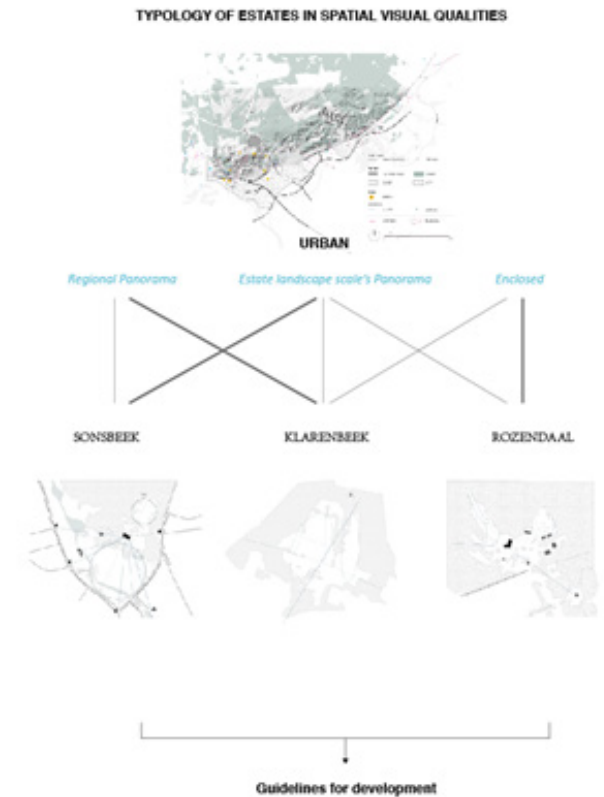 TYPOLOGY OF ESTATES IN SPATIAL VISUAL QUALITIES
URBAN
Regional Panorama
Estate landscape scale's Panorama
Enclosed
SONSBEEK
KLARENBEEK
ROZENDAAL
Guidelines for development